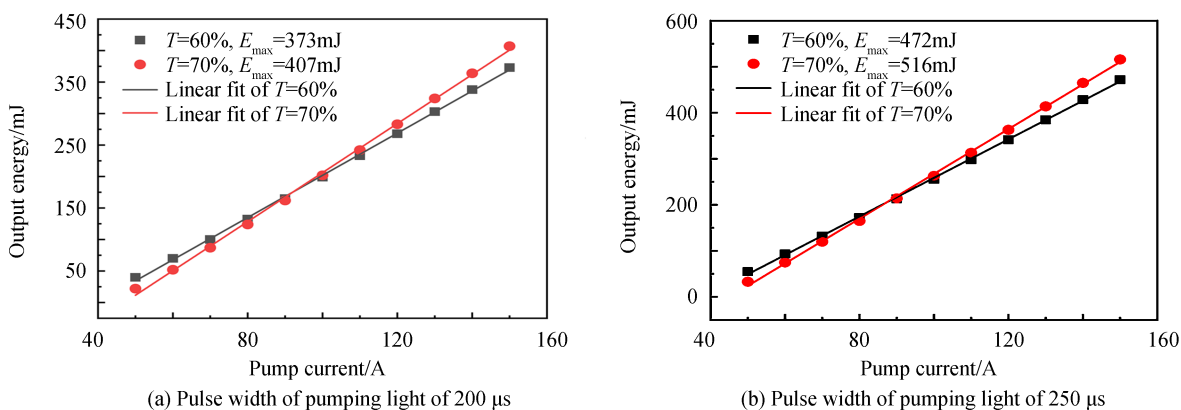 450
350
250
150
50
Output energy/mJ
T=60%, Emax=373mJ
T=70%, Emax=407mJ
Linear fit of T=60%
Linear fit of T=70%
40 80 120 160
Pump current/A
(a) Pulse width of pumping light of 200 μs
600
400
200
0
Output energy/mJ
T=60%, Emax=472mJ
T=70%, Emax=516mJ
Linear fit of T=60%
Linear fit of T=70%
40 80 120 160
Pump current/A
(b) Pulse width of pumping light of 250 μs